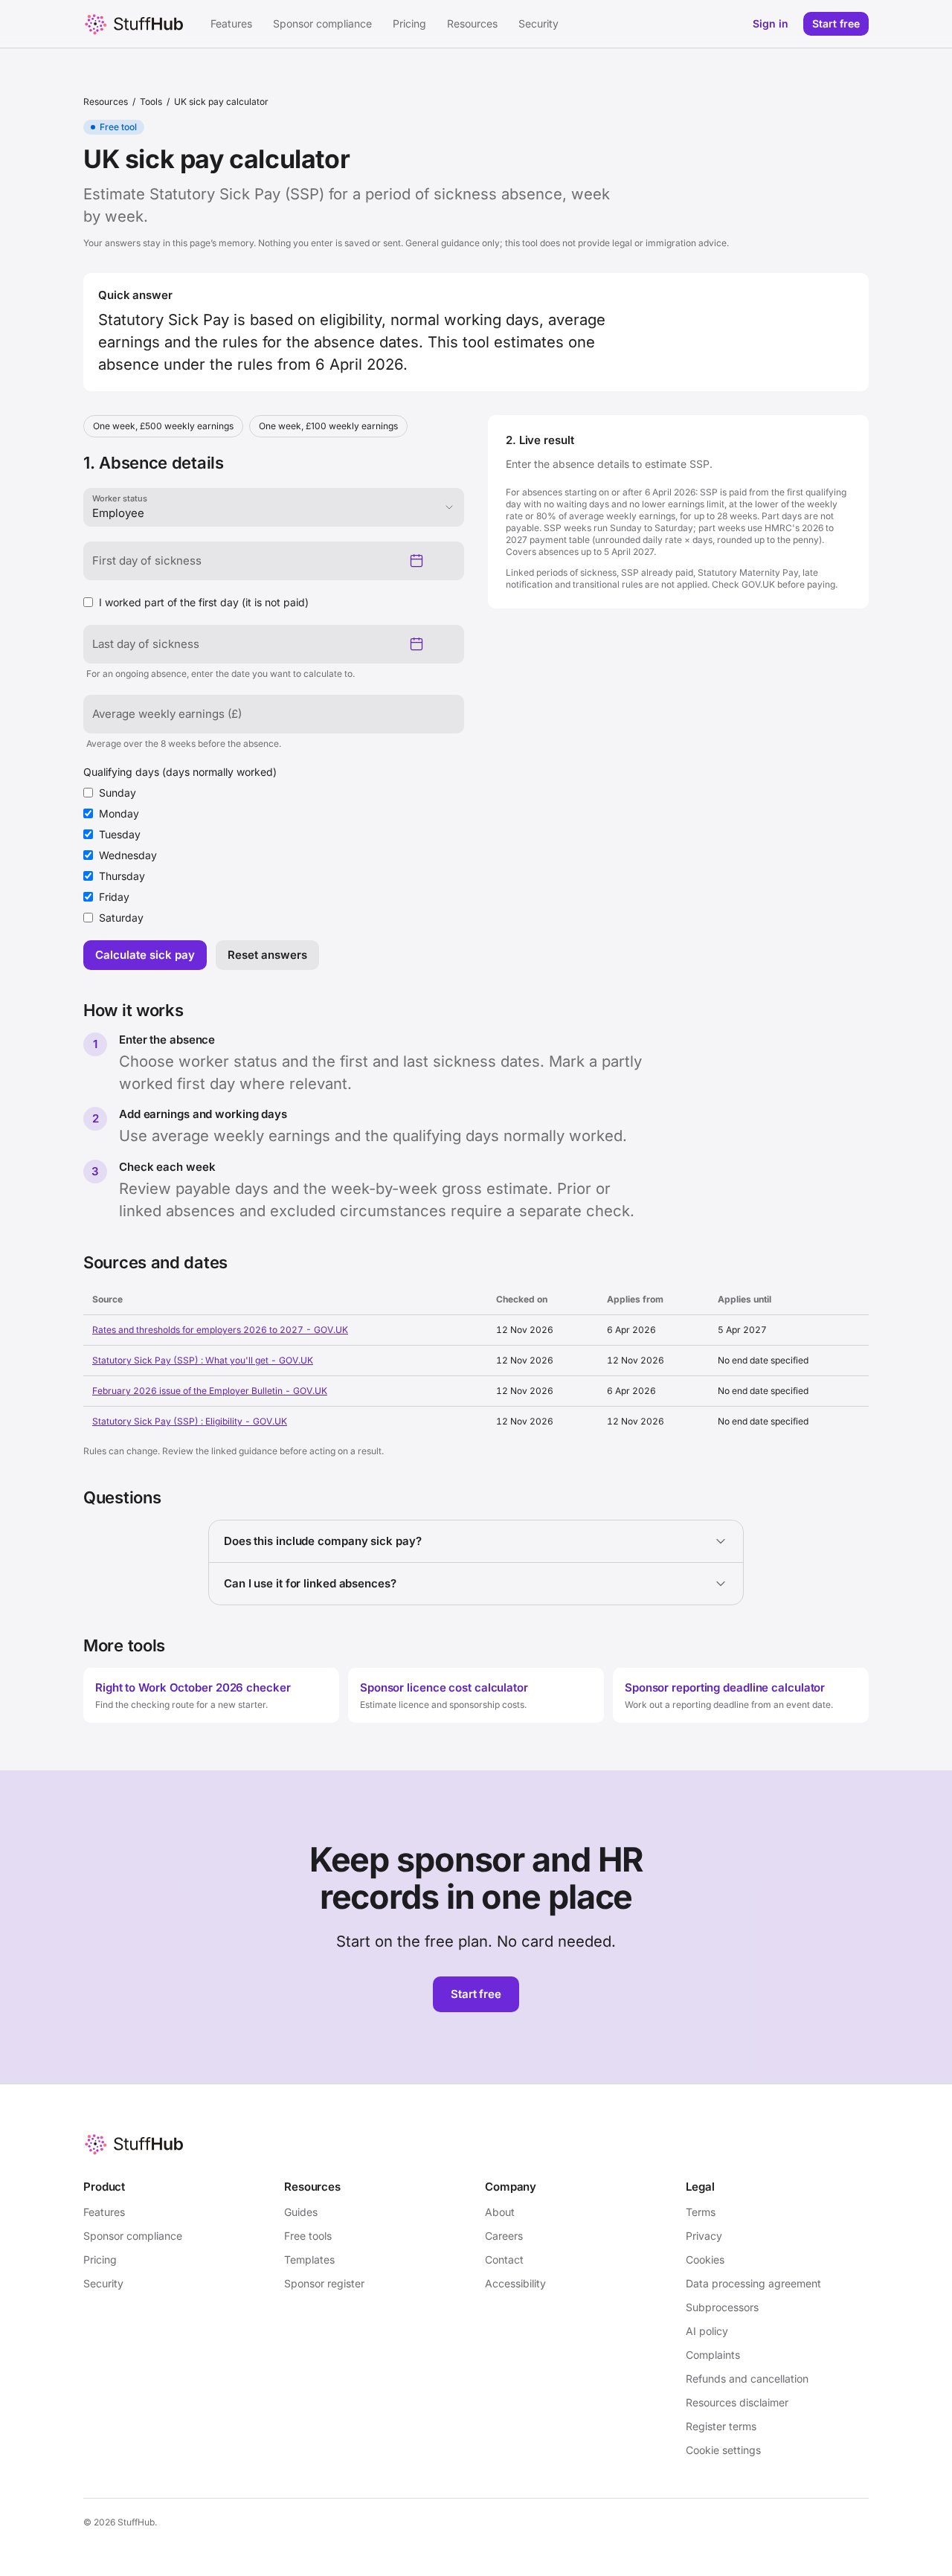 StuffHub
Features
Sponsor compliance
Pricing
Resources
Security
Sign in
Start free
Resources / Tools / UK sick pay calculator
Free tool
UK sick pay calculator
Estimate Statutory Sick Pay (SSP) for a period of sickness absence, week
by week.
Your answers stay in this page's memory. Nothing you enter is saved or sent. General guidance only; this tool does not provide legal or immigration advice.
Quick answer
Statutory Sick Pay is based on eligibility, normal working days, average
earnings and the rules for the absence dates. This tool estimates one
absence under the rules from 6 April 2026.
One week, £500 weekly earnings
One week, £100 weekly earnings
1. Absence details
Worker status
Employee
First day of sickness
I worked part of the first day (it is not paid)
Last day of sickness
For an ongoing absence, enter the date you want to calculate to.
Average weekly earnings (£)
Average over the 8 weeks before the absence.
Qualifying days (days normally worked)
Sunday
Monday
Tuesday
Wednesday
Thursday
Friday
Saturday
Calculate sick pay
Reset answers
2. Live result
Enter the absence details to estimate SSP.
For absences starting on or after 6 April 2026: SSP is paid from the first qualifying
day with no waiting days and no lower earnings limit, at the lower of the weekly
rate or 80% of average weekly earnings, for up to 28 weeks. Part days are not
payable. SSP weeks run Sunday to Saturday; part weeks use HMRC's 2026 to
2027 payment table (unrounded daily rate × days, rounded up to the penny).
Covers absences up to 5 April 2027.
Linked periods of sickness, SSP already paid, Statutory Maternity Pay, late
notification and transitional rules are not applied. Check GOV.UK before paying.
How it works
1
Enter the absence
Choose worker status and the first and last sickness dates. Mark a partly
worked first day where relevant.
2
Add earnings and working days
Use average weekly earnings and the qualifying days normally worked.
3
Check each week
Review payable days and the week-by-week gross estimate. Prior or
linked absences and excluded circumstances require a separate check.
Sources and dates
Source Checked on Applies from Applies until
Rates and thresholds for employers 2026 to 2027 - GOV.UK 12 Nov 2026 6 Apr 2026 5 Apr 2027
Statutory Sick Pay (SSP) : What you'll get - GOV.UK 12 Nov 2026 12 Nov 2026 No end date specified
February 2026 issue of the Employer Bulletin - GOV.UK 12 Nov 2026 6 Apr 2026 No end date specified
Statutory Sick Pay (SSP) : Eligibility - GOV.UK 12 Nov 2026 12 Nov 2026 No end date specified
Rules can change. Review the linked guidance before acting on a result.
Questions
Does this include company sick pay?
Can I use it for linked absences?
More tools
Right to Work October 2026 checker
Find the checking route for a new starter.
Sponsor licence cost calculator
Estimate licence and sponsorship costs.
Sponsor reporting deadline calculator
Work out a reporting deadline from an event date.
Keep sponsor and HR
records in one place
Start on the free plan. No card needed.
Start free
StuffHub
Product
Features
Sponsor compliance
Pricing
Security
Resources
Guides
Free tools
Templates
Sponsor register
Company
About
Careers
Contact
Accessibility
Legal
Terms
Privacy
Cookies
Data processing agreement
Subprocessors
AI policy
Complaints
Refunds and cancellation
Resources disclaimer
Register terms
Cookie settings
© 2026 StuffHub.